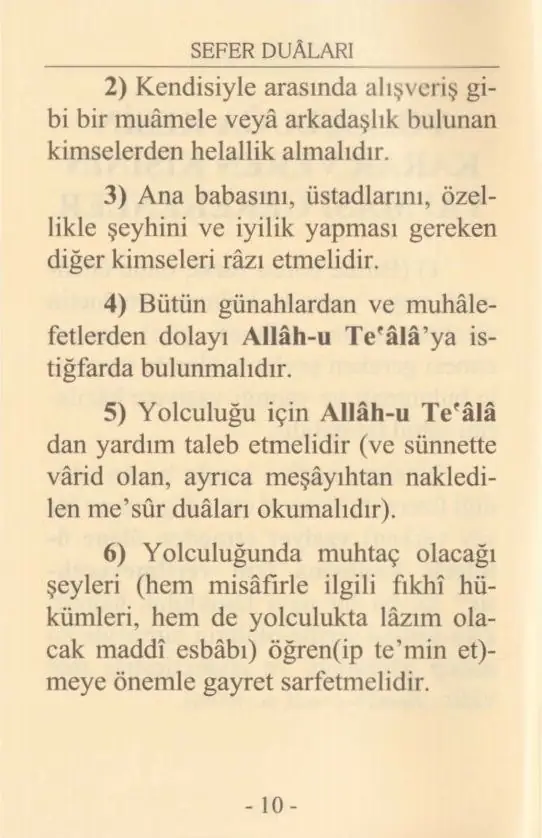 SEFER DUÂLARI
2) Kendisiyle arasında alışveriş gi-
bi bir muâmele veyâ arkadaşlık bulunan
kimselerden helallik almalıdır.
3) Ana babasını, üstadlarını, özel-
likle şeyhini ve iyilik yapması gereken
diğer kimseleri râzı etmelidir.
4) Bütün günahlardan ve muhâle-
fetlerden dolayı Allâh-u Teʿâlâ’ya is-
tiğfarda bulunmalıdır.
5) Yolculuğu için Allâh-u Teʿâlâ
dan yardım taleb etmelidir (ve sünnette
vârid olan, ayrıca meşâyıhtan nakledi-
len me’sûr duâları okumalıdır).
6) Yolculuğunda muhtaç olacağı
şeyleri (hem misâfirle ilgili fıkhî hü-
kümleri, hem de yolculukta lâzım ola-
cak maddî esbâbı) öğren(ip te’min et)-
meye önemle gayret sarfetmelidir.
- 10 -